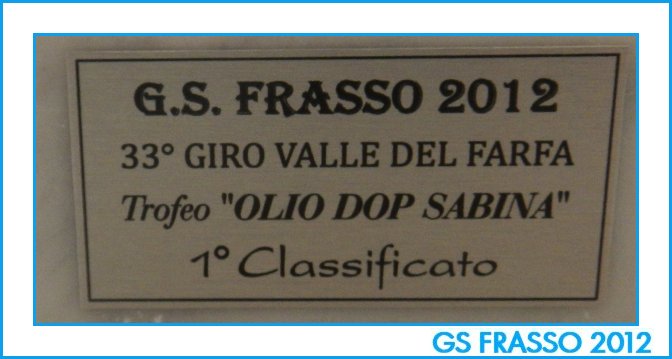 G.S. FRASSO 2012
33° GIRO VALLE DEL FARFA
Trofeo "OLIO DOP SABINA"
1° Classificato
GS FRASSO 2012